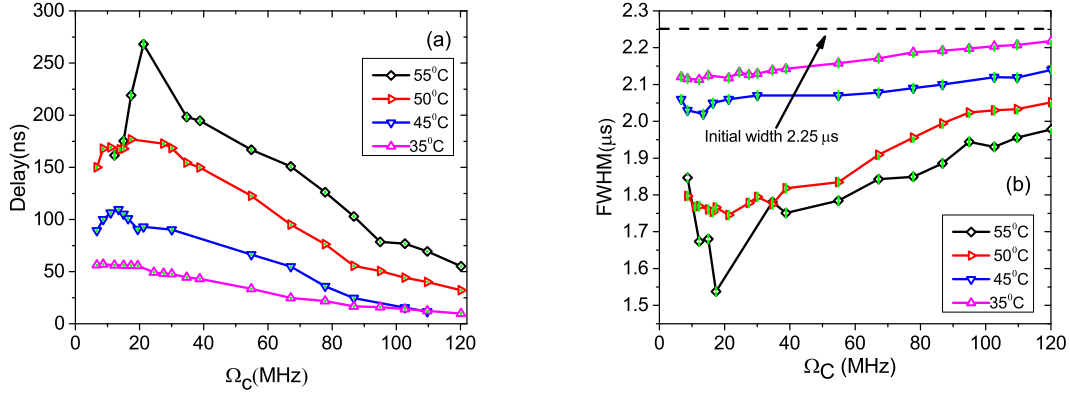 (a)
55⁰C
50⁰C
45⁰C
35⁰C
Delay(ns)
300
250
200
150
100
50
0
0 20 40 60 80 100 120
Ωc(MHz)
2.3
2.2
2.1
2.0
1.9
1.8
1.7
1.6
1.5
FWHM(μs)
Initial width 2.25 μs
(b)
55⁰C
50⁰C
45⁰C
35⁰C
0 20 40 60 80 100 120
ΩC (MHz)